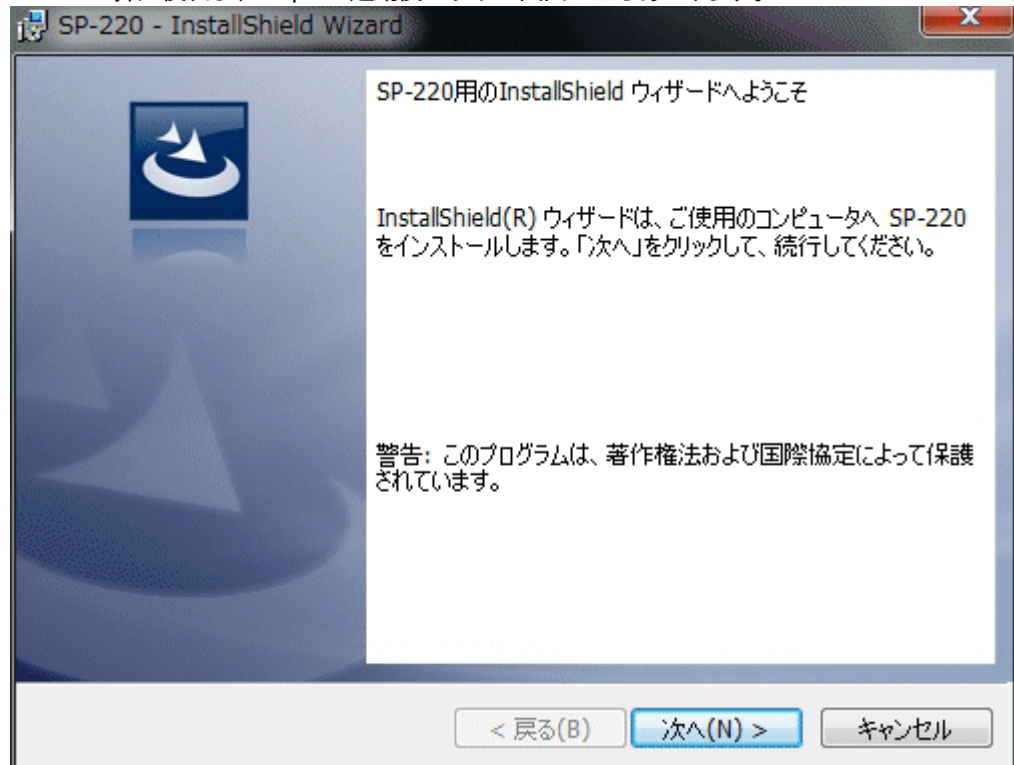 SP-220 - InstallShield Wizard
SP-220用のInstallShield ウィザードへようこそ
InstallShield(R) ウィザードは、ご使用のコンピュータへ SP-220
をインストールします。「次へ」をクリックして、続行してください。
警告: このプログラムは、著作権法および国際協定によって保護
されています。
< 戻る(B)
次へ(N) >
キャンセル